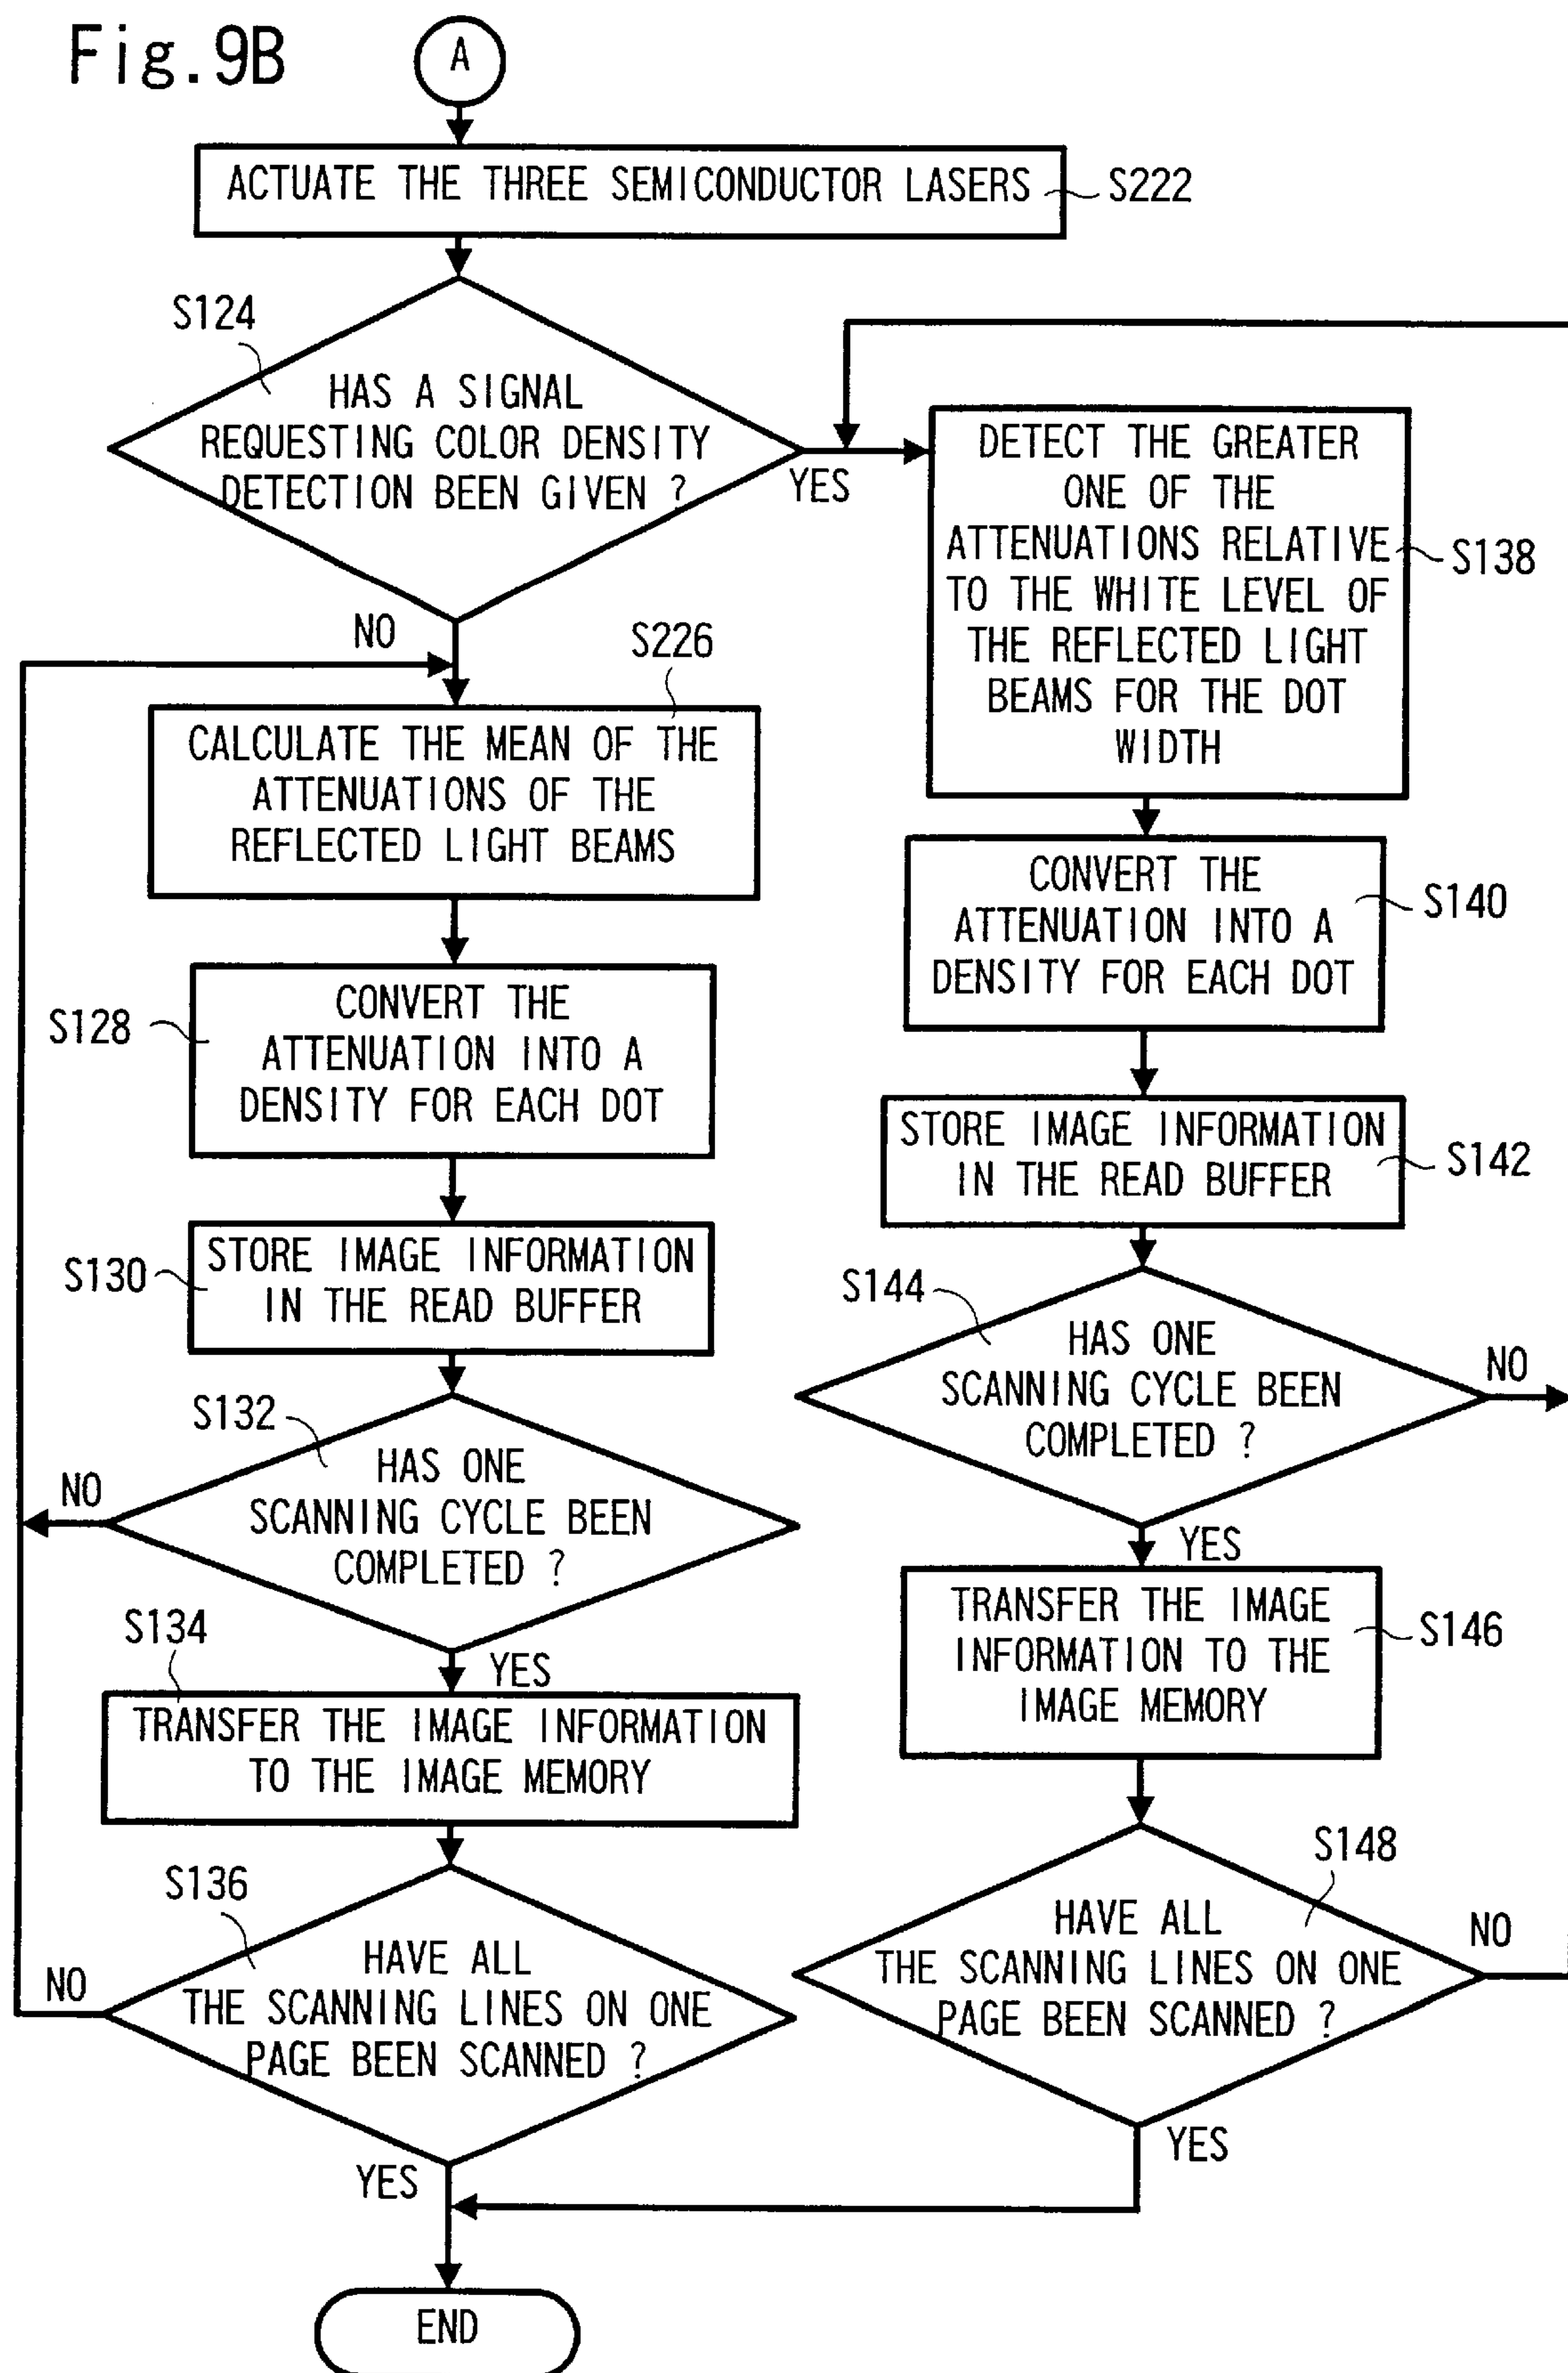 Fig.9B
A
ACTUATE THE THREE SEMICONDUCTOR LASERS
S222
S124
HAS A SIGNAL
REQUESTING COLOR DENSITY
DETECTION BEEN GIVEN ?
YES
NO
DETECT THE GREATER
ONE OF THE
ATTENUATIONS RELATIVE
TO THE WHITE LEVEL OF
THE REFLECTED LIGHT
BEAMS FOR THE DOT
WIDTH
S138
S226
CALCULATE THE MEAN OF THE
ATTENUATIONS OF THE
REFLECTED LIGHT BEAMS
CONVERT THE
ATTENUATION INTO A
DENSITY FOR EACH DOT
S140
S128
CONVERT THE
ATTENUATION INTO A
DENSITY FOR EACH DOT
STORE IMAGE INFORMATION
IN THE READ BUFFER
S142
S130
STORE IMAGE INFORMATION
IN THE READ BUFFER
S144
HAS ONE
SCANNING CYCLE BEEN
COMPLETED ?
NO
YES
S132
HAS ONE
SCANNING CYCLE BEEN
COMPLETED ?
NO
YES
TRANSFER THE IMAGE
INFORMATION TO THE
IMAGE MEMORY
S146
S134
TRANSFER THE IMAGE INFORMATION
TO THE IMAGE MEMORY
S148
HAVE ALL
THE SCANNING LINES ON ONE
PAGE BEEN SCANNED ?
NO
YES
S136
HAVE ALL
THE SCANNING LINES ON ONE
PAGE BEEN SCANNED ?
NO
YES
END